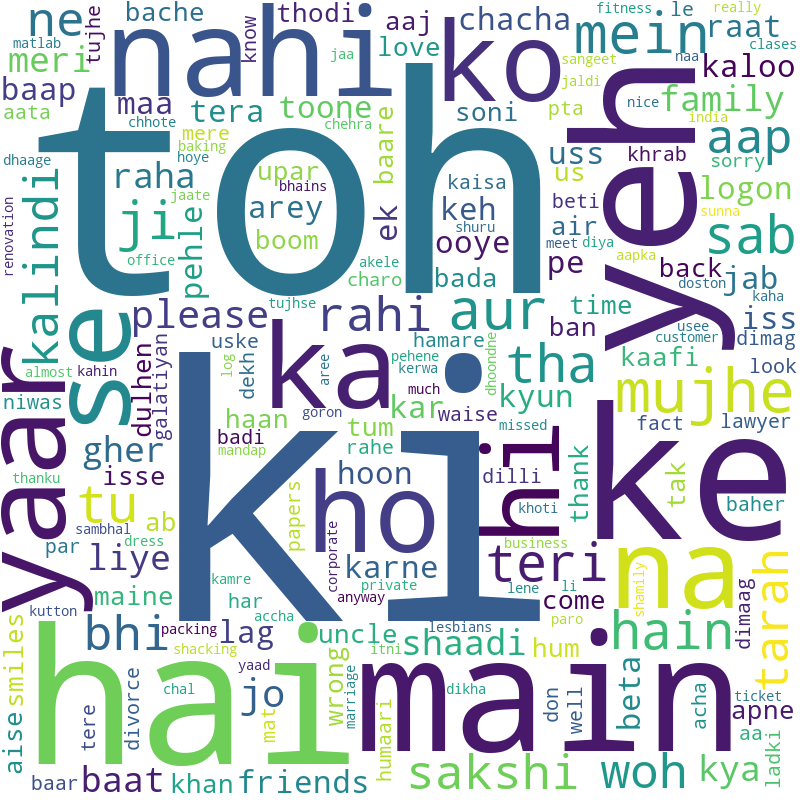 toh
ki
hai
main
nahi
ko
yeh
ke
ka
ho
hi
yaar
se
na
mujhe
mein
aap
sab
tha
aur
rahi
teri
hain
tarah
shaadi
sakshi
woh
kya
tu
bhi
ji
kalindi
jo
baat
friends
family
please
ne
bache
tujhe
meri
baap
aata
maa
tera
mere
baking
chhote
matlab
dhaage
hoye
raha
jaate
renovation
office
pehle
know
thodi
aaj
love
toone
jaa
chehra
upar
bhains
arey
boom
baare
ek
akele
charo
tujhse
chacha
soni
pta
kaisa
keh
shuru
ooye
bada
fitness
le
really
raat
sangeet
jaldi
naa
clases
kaloo
nice
india
uss
us
khrab
sorry
logon
beti
air
meet
diya
sunna
aapka
pe
back
doston
kaha
jab
time
usee
iss
customer
dimag
ban
kaafi
look
hamare
uske
dekh
log
aree
pehene
kerwa
dhoondhne
almost
kahin
niwas
dulhen
galatiyan
haan
goron
much
waise
missed
kyun
kar
tum
badi
mandap
rahe
gher
isse
hoon
dilli
thank
tak
fact
lawyer
baher
thanku
sambhal
ab
papers
khoti
par
dress
liye
karne
corporate
business
kamre
private
lene
li
come
shamily
dimaag
maine
har
accha
anyway
lesbians
paro
kutton
packing
lag
uncle
hum
smiles
shacking
itni
yaad
wrong
marriage
chal
dikha
aise
tere
divorce
mat
humaari
don
well
beta
acha
ticket
apne
aa
ladki
baar
khan